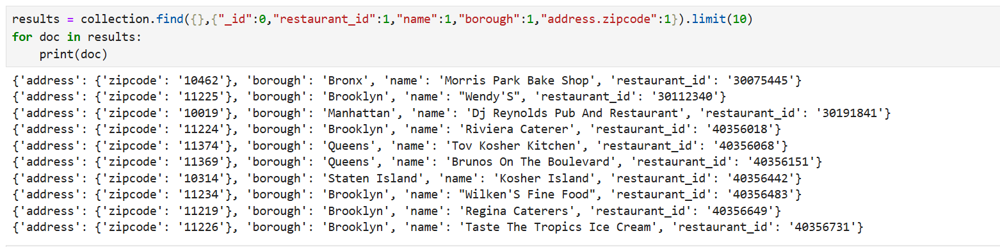 results = collection.find({},{"_id":0,"restaurant_id":1,"name":1,"borough":1,"address.zipcode":1}).limit(10)
for doc in results:
    print(doc)
{'address': {'zipcode': '10462'}, 'borough': 'Bronx', 'name': 'Morris Park Bake Shop', 'restaurant_id': '30075445'}
{'address': {'zipcode': '11225'}, 'borough': 'Brooklyn', 'name': "Wendy'S", 'restaurant_id': '30112340'}
{'address': {'zipcode': '10019'}, 'borough': 'Manhattan', 'name': 'Dj Reynolds Pub And Restaurant', 'restaurant_id': '30191841'}
{'address': {'zipcode': '11224'}, 'borough': 'Brooklyn', 'name': 'Riviera Caterer', 'restaurant_id': '40356018'}
{'address': {'zipcode': '11374'}, 'borough': 'Queens', 'name': 'Tov Kosher Kitchen', 'restaurant_id': '40356068'}
{'address': {'zipcode': '11369'}, 'borough': 'Queens', 'name': 'Brunos On The Boulevard', 'restaurant_id': '40356151'}
{'address': {'zipcode': '10314'}, 'borough': 'Staten Island', 'name': 'Kosher Island', 'restaurant_id': '40356442'}
{'address': {'zipcode': '11234'}, 'borough': 'Brooklyn', 'name': "Wilken'S Fine Food", 'restaurant_id': '40356483'}
{'address': {'zipcode': '11219'}, 'borough': 'Brooklyn', 'name': 'Regina Caterers', 'restaurant_id': '40356649'}
{'address': {'zipcode': '11226'}, 'borough': 'Brooklyn', 'name': 'Taste The Tropics Ice Cream', 'restaurant_id': '40356731'}